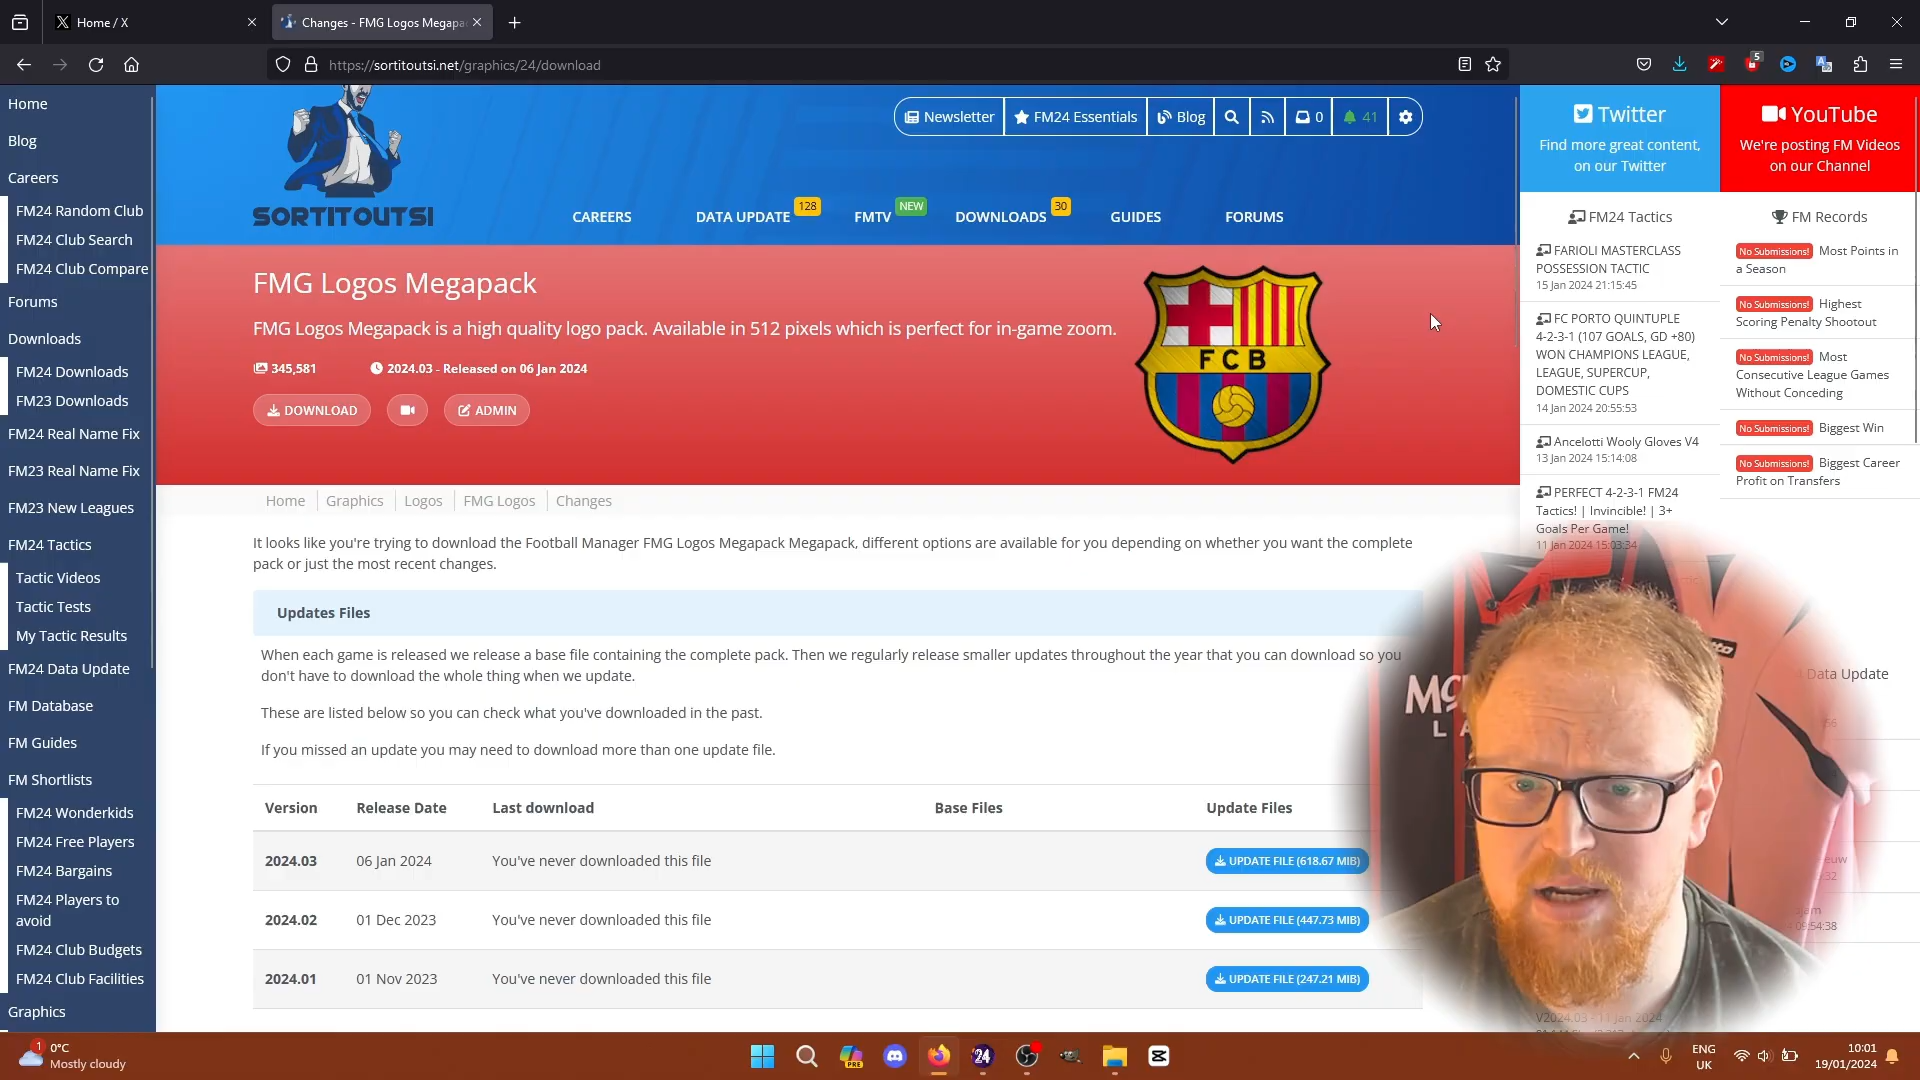 Home / X
Changes - FMG Logos Megapa
https://sortitoutsi.net/graphics/24/download
5
Home
Blog
Careers
FM24 Random Club
FM24 Club Search
FM24 Club Compare
Forums
Downloads
FM24 Downloads
FM23 Downloads
FM24 Real Name Fix
FM23 Real Name Fix
FM23 New Leagues
FM24 Tactics
Tactic Videos
Tactic Tests
My Tactic Results
FM24 Data Update
FM Database
FM Guides
FM Shortlists
FM24 Wonderkids
FM24 Free Players
FM24 Bargains
FM24 Players to
avoid
FM24 Club Budgets
FM24 Club Facilities
Graphics
SORTITOUTSI
Newsletter
FM24 Essentials
Blog
0
41
CAREERS
DATA UPDATE 128
FMTV NEW
DOWNLOADS 30
GUIDES
FORUMS
FMG Logos Megapack
FMG Logos Megapack is a high quality logo pack. Available in 512 pixels which is perfect for in-game zoom.
345,581
2024.03 - Released on 06 Jan 2024
DOWNLOAD
ADMIN
FCB
Home
Graphics
Logos
FMG Logos
Changes
It looks like you're trying to download the Football Manager FMG Logos Megapack Megapack, different options are available for you depending on whether you want the complete
pack or just the most recent changes.
Updates Files
When each game is released we release a base file containing the complete pack. Then we regularly release smaller updates throughout the year that you can download so you
don't have to download the whole thing when we update.
These are listed below so you can check what you've downloaded in the past.
If you missed an update you may need to download more than one update file.
Version Release Date Last download Base Files Update Files
2024.03 06 Jan 2024 You've never downloaded this file UPDATE FILE (618.67 MIB)
2024.02 01 Dec 2023 You've never downloaded this file UPDATE FILE (447.73 MIB)
2024.01 01 Nov 2023 You've never downloaded this file UPDATE FILE (247.21 MIB)
Twitter
Find more great content,
on our Twitter
FM24 Tactics
FARIOLI MASTERCLASS
POSSESSION TACTIC
15 Jan 2024 21:15:45
FC PORTO QUINTUPLE
4-2-3-1 (107 GOALS, GD +80)
WON CHAMPIONS LEAGUE,
LEAGUE, SUPERCUP,
DOMESTIC CUPS
14 Jan 2024 20:55:53
Ancelotti Wooly Gloves V4
13 Jan 2024 15:14:08
PERFECT 4-2-3-1 FM24
Tactics! | Invincible! | 3+
Goals Per Game!
11 Jan 2024 15:03:34
YouTube
We're posting FM Videos
on our Channel
FM Records
No Submissions! Most Points in
a Season
No Submissions! Highest
Scoring Penalty Shootout
No Submissions! Most
Consecutive League Games
Without Conceding
No Submissions! Biggest Win
No Submissions! Biggest Career
Profit on Transfers
Data Update
09:54:38
V2024.03 - 11 Jan 2024
1
0°C
Mostly cloudy
PRE
24
ENG
UK
10:01
19/01/2024